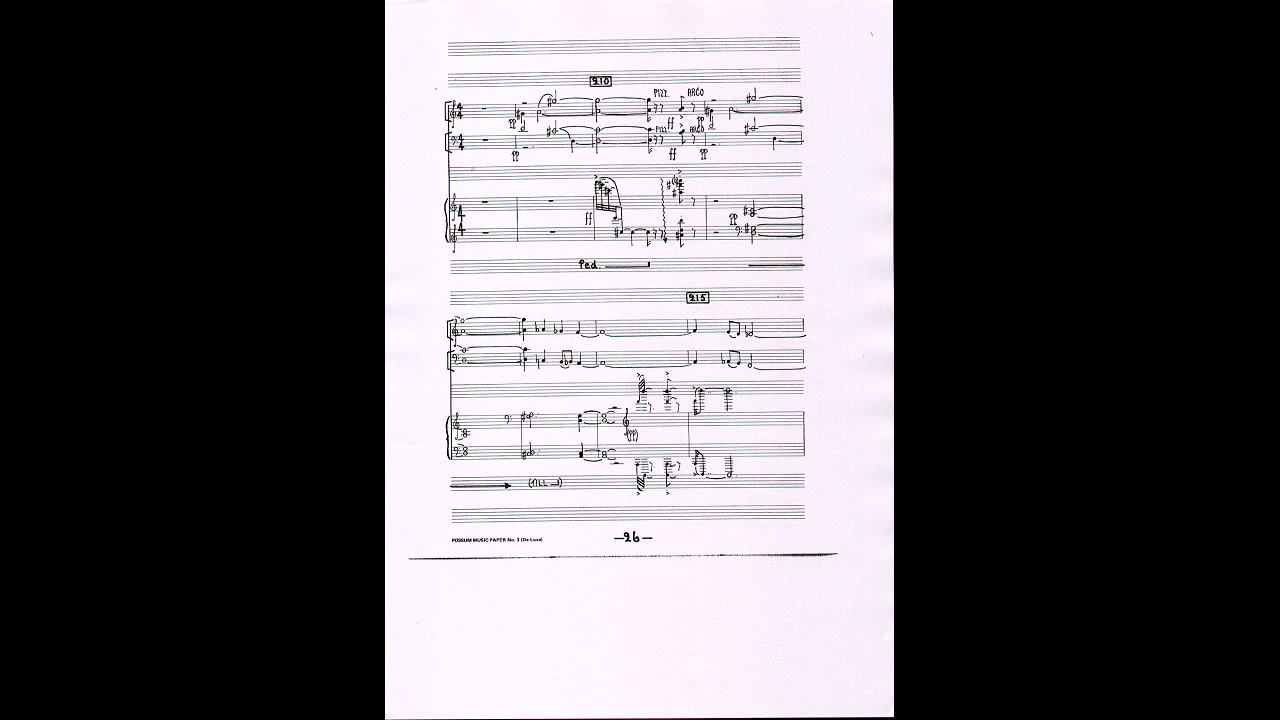 210
PIZZ. ARCO
pp ff pp
PIZZ. ARCO
pp ff pp
ff pp
Ped.
215
(pp)
(TILL
POSSUM MUSIC PAPER No. 3 (De Luxe)
—26—